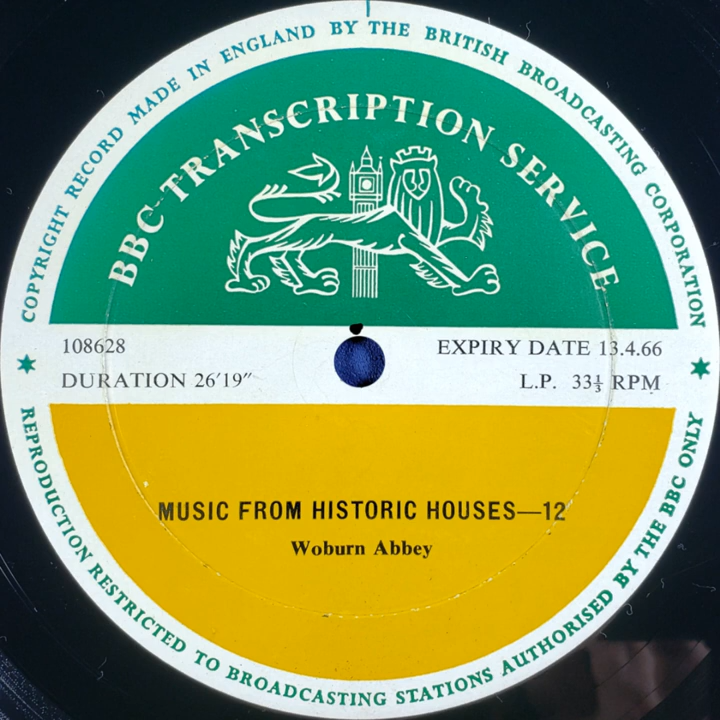 COPYRIGHT RECORD MADE IN ENGLAND BY THE BRITISH BROADCASTING CORPORATION
BBC TRANSCRIPTION SERVICE
108628
EXPIRY DATE 13.4.66
DURATION 26′19″
L.P. 33⅓ RPM
MUSIC FROM HISTORIC HOUSES—12
Woburn Abbey
REPRODUCTION RESTRICTED TO BROADCASTING STATIONS AUTHORISED BY THE BBC ONLY